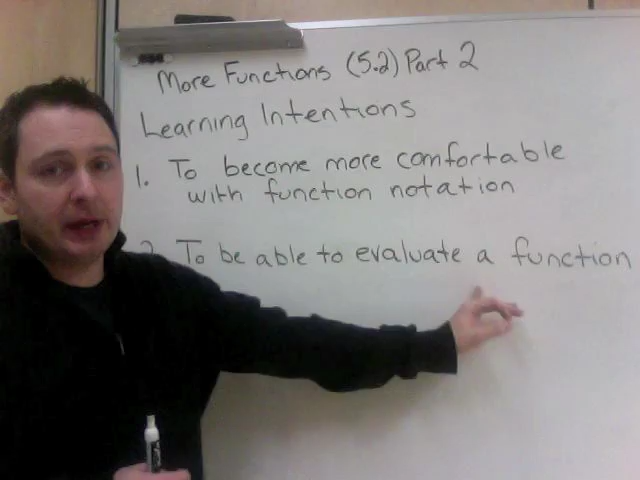 More Functions (5.2) Part 2
Learning Intentions
1. To become more comfortable
with function notation
2. To be able to evaluate a function